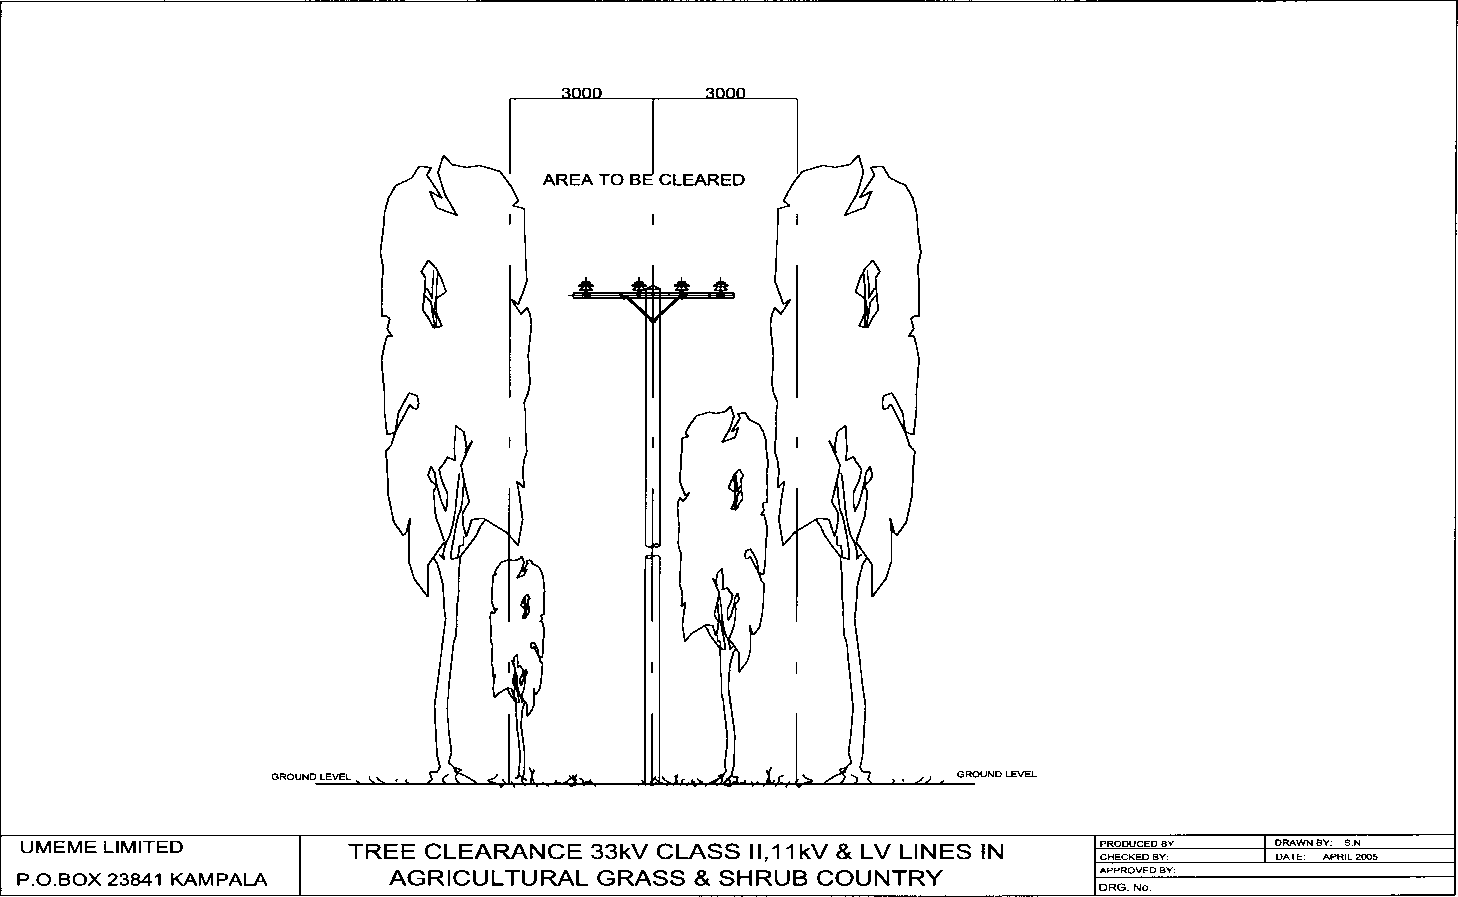 3000 3000
AREA TO BE CLEARED
GROUND LEVEL
GROUND LEVEL
UMEME LIMITED
P.O.BOX 23841 KAMPALA
TREE CLEARANCE 33kV CLASS II,11kV & LV LINES IN
AGRICULTURAL GRASS & SHRUB COUNTRY
PRODUCED BY
DRAWN BY: S.N
CHECKED BY:
DATE: APRIL 2005
APPROVED BY:
DRG. No.